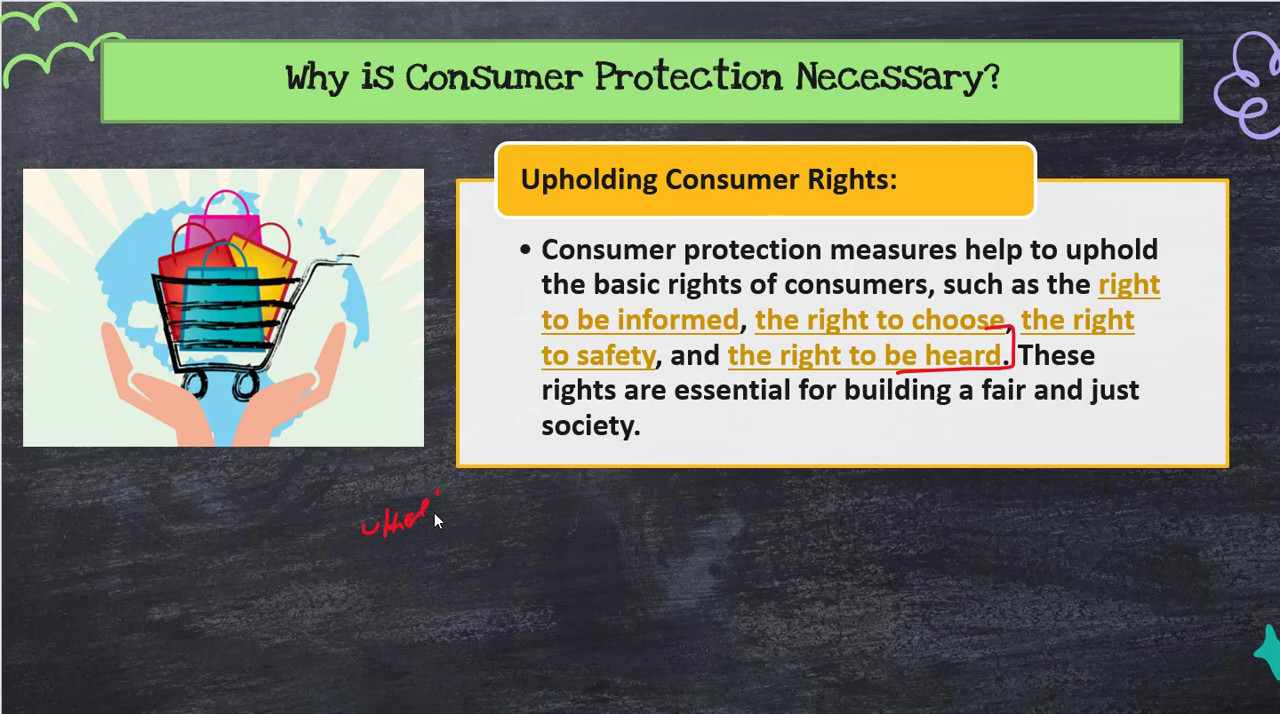 Why is Consumer Protection Necessary?
Upholding Consumer Rights:
• Consumer protection measures help to uphold
the basic rights of consumers, such as the right
to be informed, the right to choose, the right
to safety, and the right to be heard. These
rights are essential for building a fair and just
society.